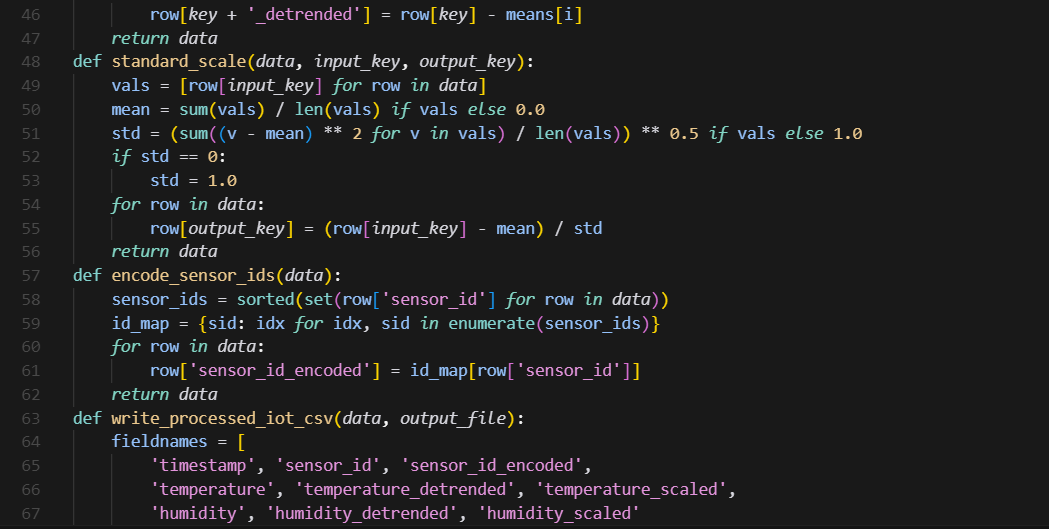 46 row[key + '_detrended'] = row[key] - means[i]
47 return data
48 def standard_scale(data, input_key, output_key):
49 vals = [row[input_key] for row in data]
50 mean = sum(vals) / len(vals) if vals else 0.0
51 std = (sum((v - mean) ** 2 for v in vals) / len(vals)) ** 0.5 if vals else 1.0
52 if std == 0:
53 std = 1.0
54 for row in data:
55 row[output_key] = (row[input_key] - mean) / std
56 return data
57 def encode_sensor_ids(data):
58 sensor_ids = sorted(set(row['sensor_id'] for row in data))
59 id_map = {sid: idx for idx, sid in enumerate(sensor_ids)}
60 for row in data:
61 row['sensor_id_encoded'] = id_map[row['sensor_id']]
62 return data
63 def write_processed_iot_csv(data, output_file):
64 fieldnames = [
65 'timestamp', 'sensor_id', 'sensor_id_encoded',
66 'temperature', 'temperature_detrended', 'temperature_scaled',
67 'humidity', 'humidity_detrended', 'humidity_scaled'